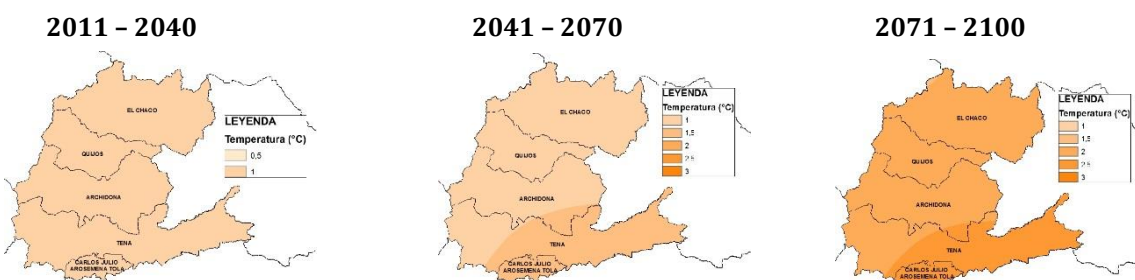 2011 – 2040
EL CHACO
QUIJOS
ARCHIDONA
TENA
CARLOS JULIO
AROSEMENA TOLA
LEYENDA
Temperatura (°C)
0,5
1
2041 – 2070
EL CHACO
QUIJOS
ARCHIDONA
TENA
CARLOS JULIO
AROSEMENA TOLA
LEYENDA
Temperatura (°C)
1
1,5
2
2,5
3
2071 – 2100
EL CHACO
QUIJOS
ARCHIDONA
TENA
CARLOS JULIO
AROSEMENA TOLA
LEYENDA
Temperatura (°C)
1
1,5
2
2,5
3